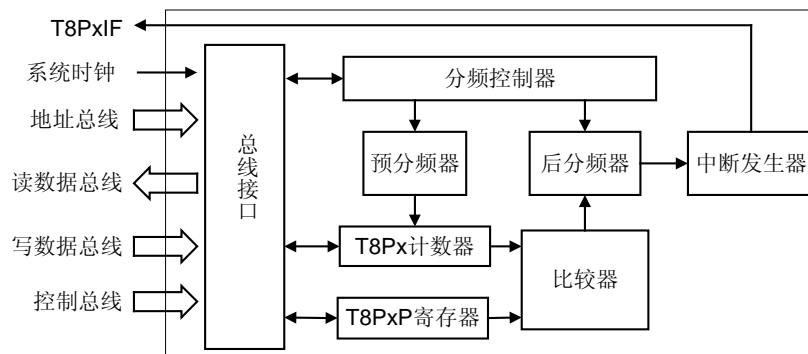 T8PxIF
系统时钟
地址总线
读数据总线
写数据总线
控制总线
总线接口
分频控制器
预分频器
后分频器
中断发生器
T8Px计数器
比较器
T8PxP寄存器